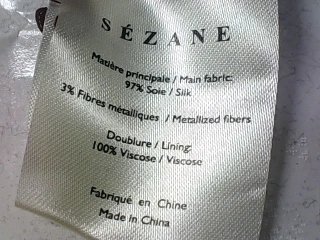 SÉZANE
Matière principale / Main fabric:
97% Soie / Silk
3% Fibres métalliques / Metallized fibers
Doublure / Lining:
100% Viscose / Viscose
Fabriqué en Chine
Made in China